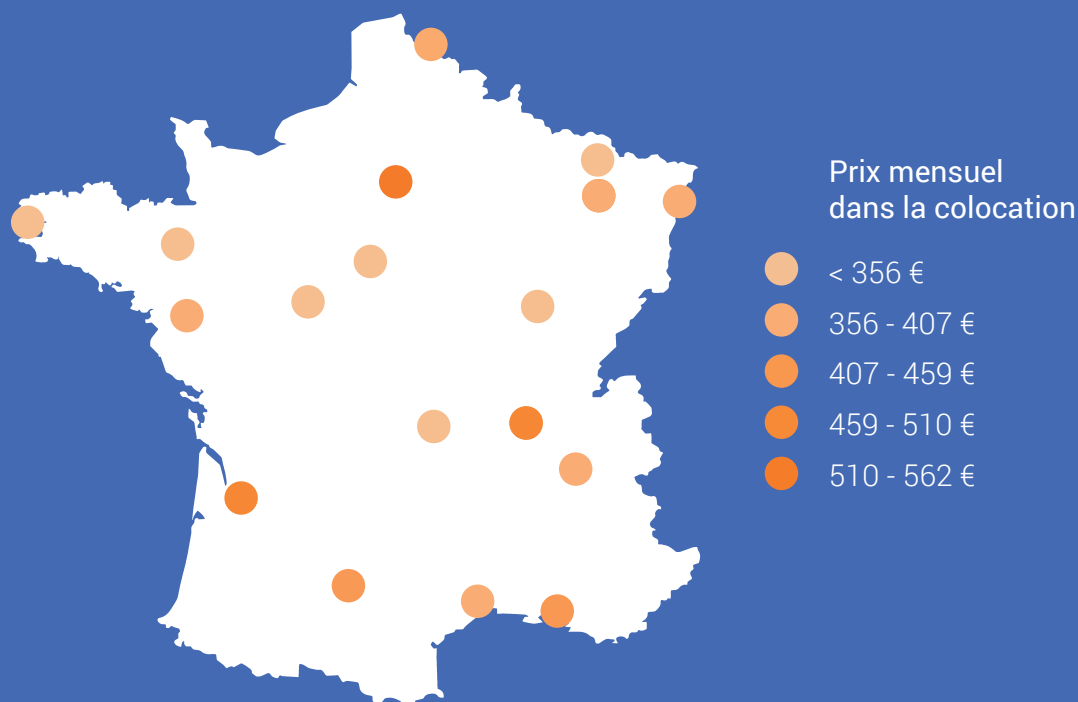 Prix mensuel
dans la colocation
< 356 €
356 - 407 €
407 - 459 €
459 - 510 €
510 - 562 €